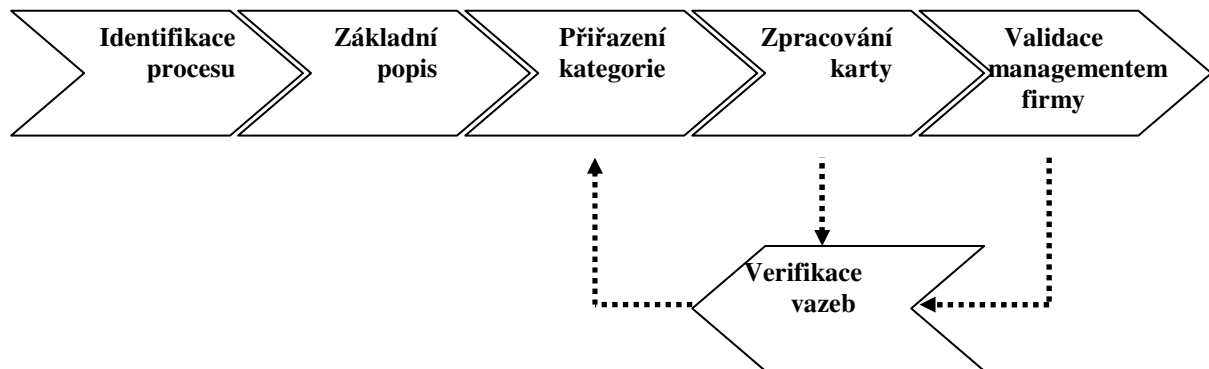 Identifikace
procesu
Základní
popis
Přiřazení
kategorie
Zpracování
karty
Validace
managementem
firmy
Verifikace
vazeb